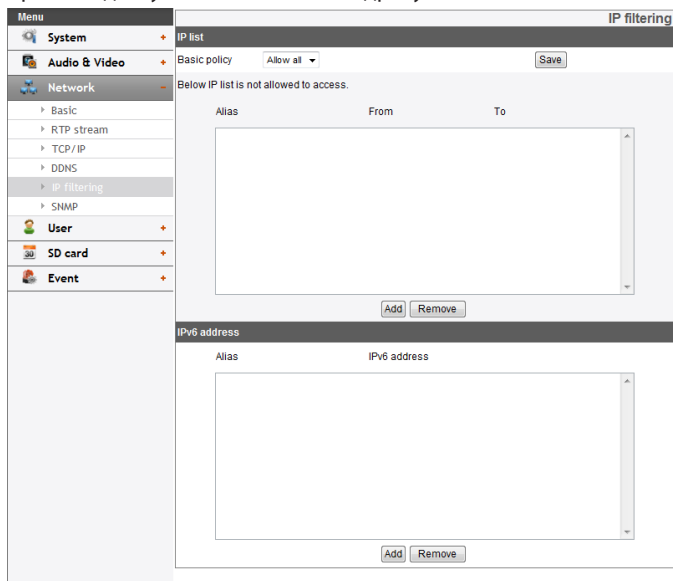 Menu
IP filtering
System +
Audio & Video +
Network -
Basic
RTP stream
TCP/IP
DDNS
IP filtering
SNMP
User +
30 SD card +
Event +
IP list
Basic policy Allow all Save
Below IP list is not allowed to access.
Alias From To
Add Remove
IPv6 address
Alias IPv6 address
Add Remove